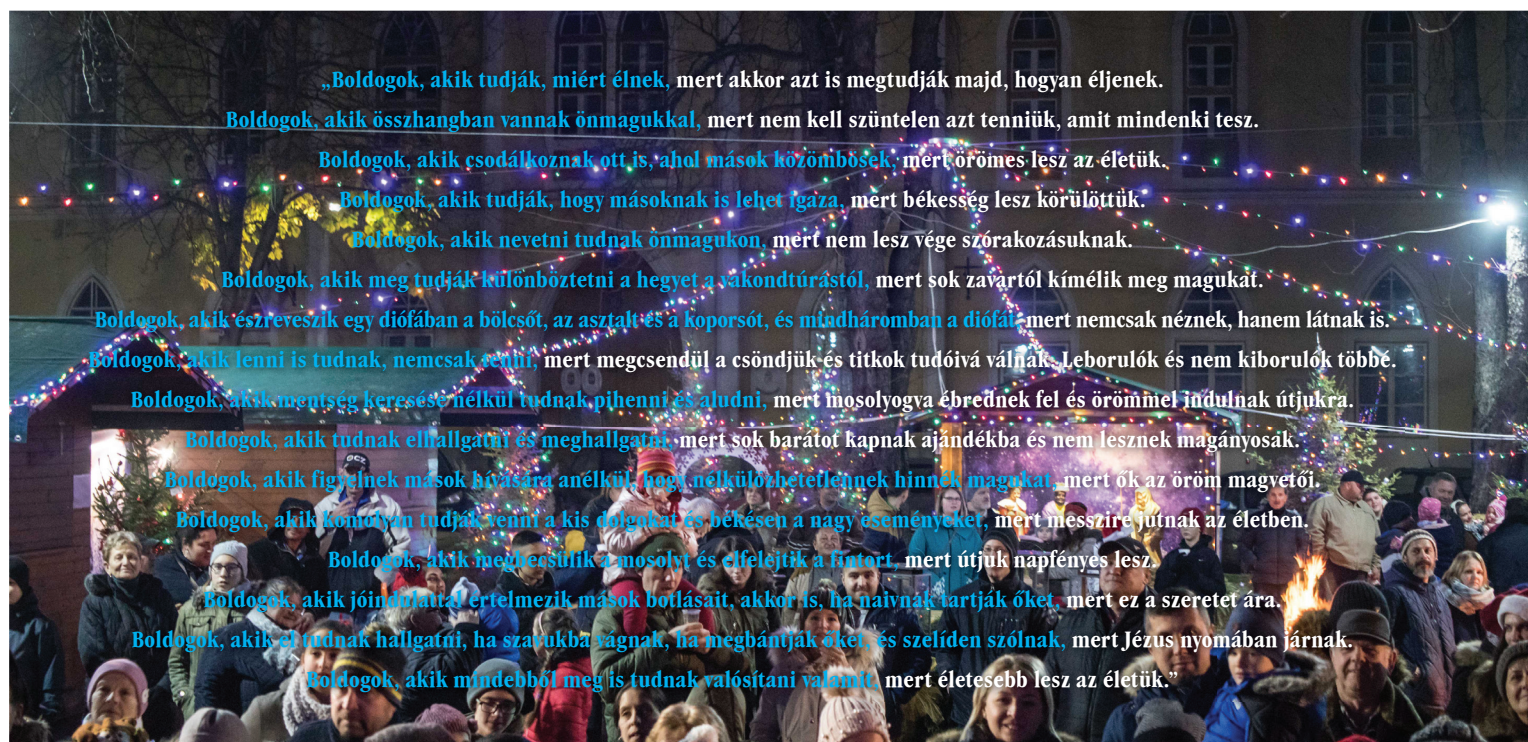 „Boldogok, akik tudják, miért élnek, mert akkor azt is megtudják majd, hogyan éljenek.
Boldogok, akik összhangban vannak önmagukkal, mert nem kell szüntelen azt tenniük, amit mindenki tesz.
Boldogok, akik csodálkoznak ott is, ahol mások közömbösek, mert örömes lesz az életük.
Boldogok, akik tudják, hogy másoknak is lehet igaza, mert békesség lesz körülöttük.
Boldogok, akik nevetni tudnak önmagukon, mert nem lesz vége szórakozásuknak.
Boldogok, akik meg tudják különböztetni a hegyet a vakondtúrástól, mert sok zavartól kímélik meg magukat.
Boldogok, akik észreveszik egy diófában a bölcsőt, az asztalt és a koporsót, és mindháromban a diófát, mert nemcsak néznek, hanem látnak is.
Boldogok, akik lenni is tudnak, nemcsak tenni, mert megcsendül a csöndjük és titkok tudóivá válnak. Leborulók és nem kiborulók többé.
Boldogok, akik mentség keresése nélkül tudnak pihenni és aludni, mert mosolyogva ébrednek fel és örömmel indulnak útjukra.
Boldogok, akik tudnak elhallgatni és meghallgatni, mert sok barátot kapnak ajándékba és nem lesznek magányosak.
Boldogok, akik figyelnek mások hívására anélkül, hogy nélkülözhetetlennek hinnék magukat, mert ők az öröm magvetői.
Boldogok, akik komolyan tudják venni a kis dolgokat és békésen a nagy eseményeket, mert messzire jutnak az életben.
Boldogok, akik megbecsülik a mosolyt és elfelejtik a fintort, mert útjuk napfényes lesz.
Boldogok, akik jóindulattal értelmezik mások botlásait, akkor is, ha naivnak tartják őket, mert ez a szeretet ára.
Boldogok, akik el tudnak hallgatni, ha szavukba vágnak, ha megbántják őket, és szelíden szólnak, mert Jézus nyomában járnak.
Boldogok, akik mindebből meg is tudnak valósítani valamit, mert életesebb lesz az életük.”